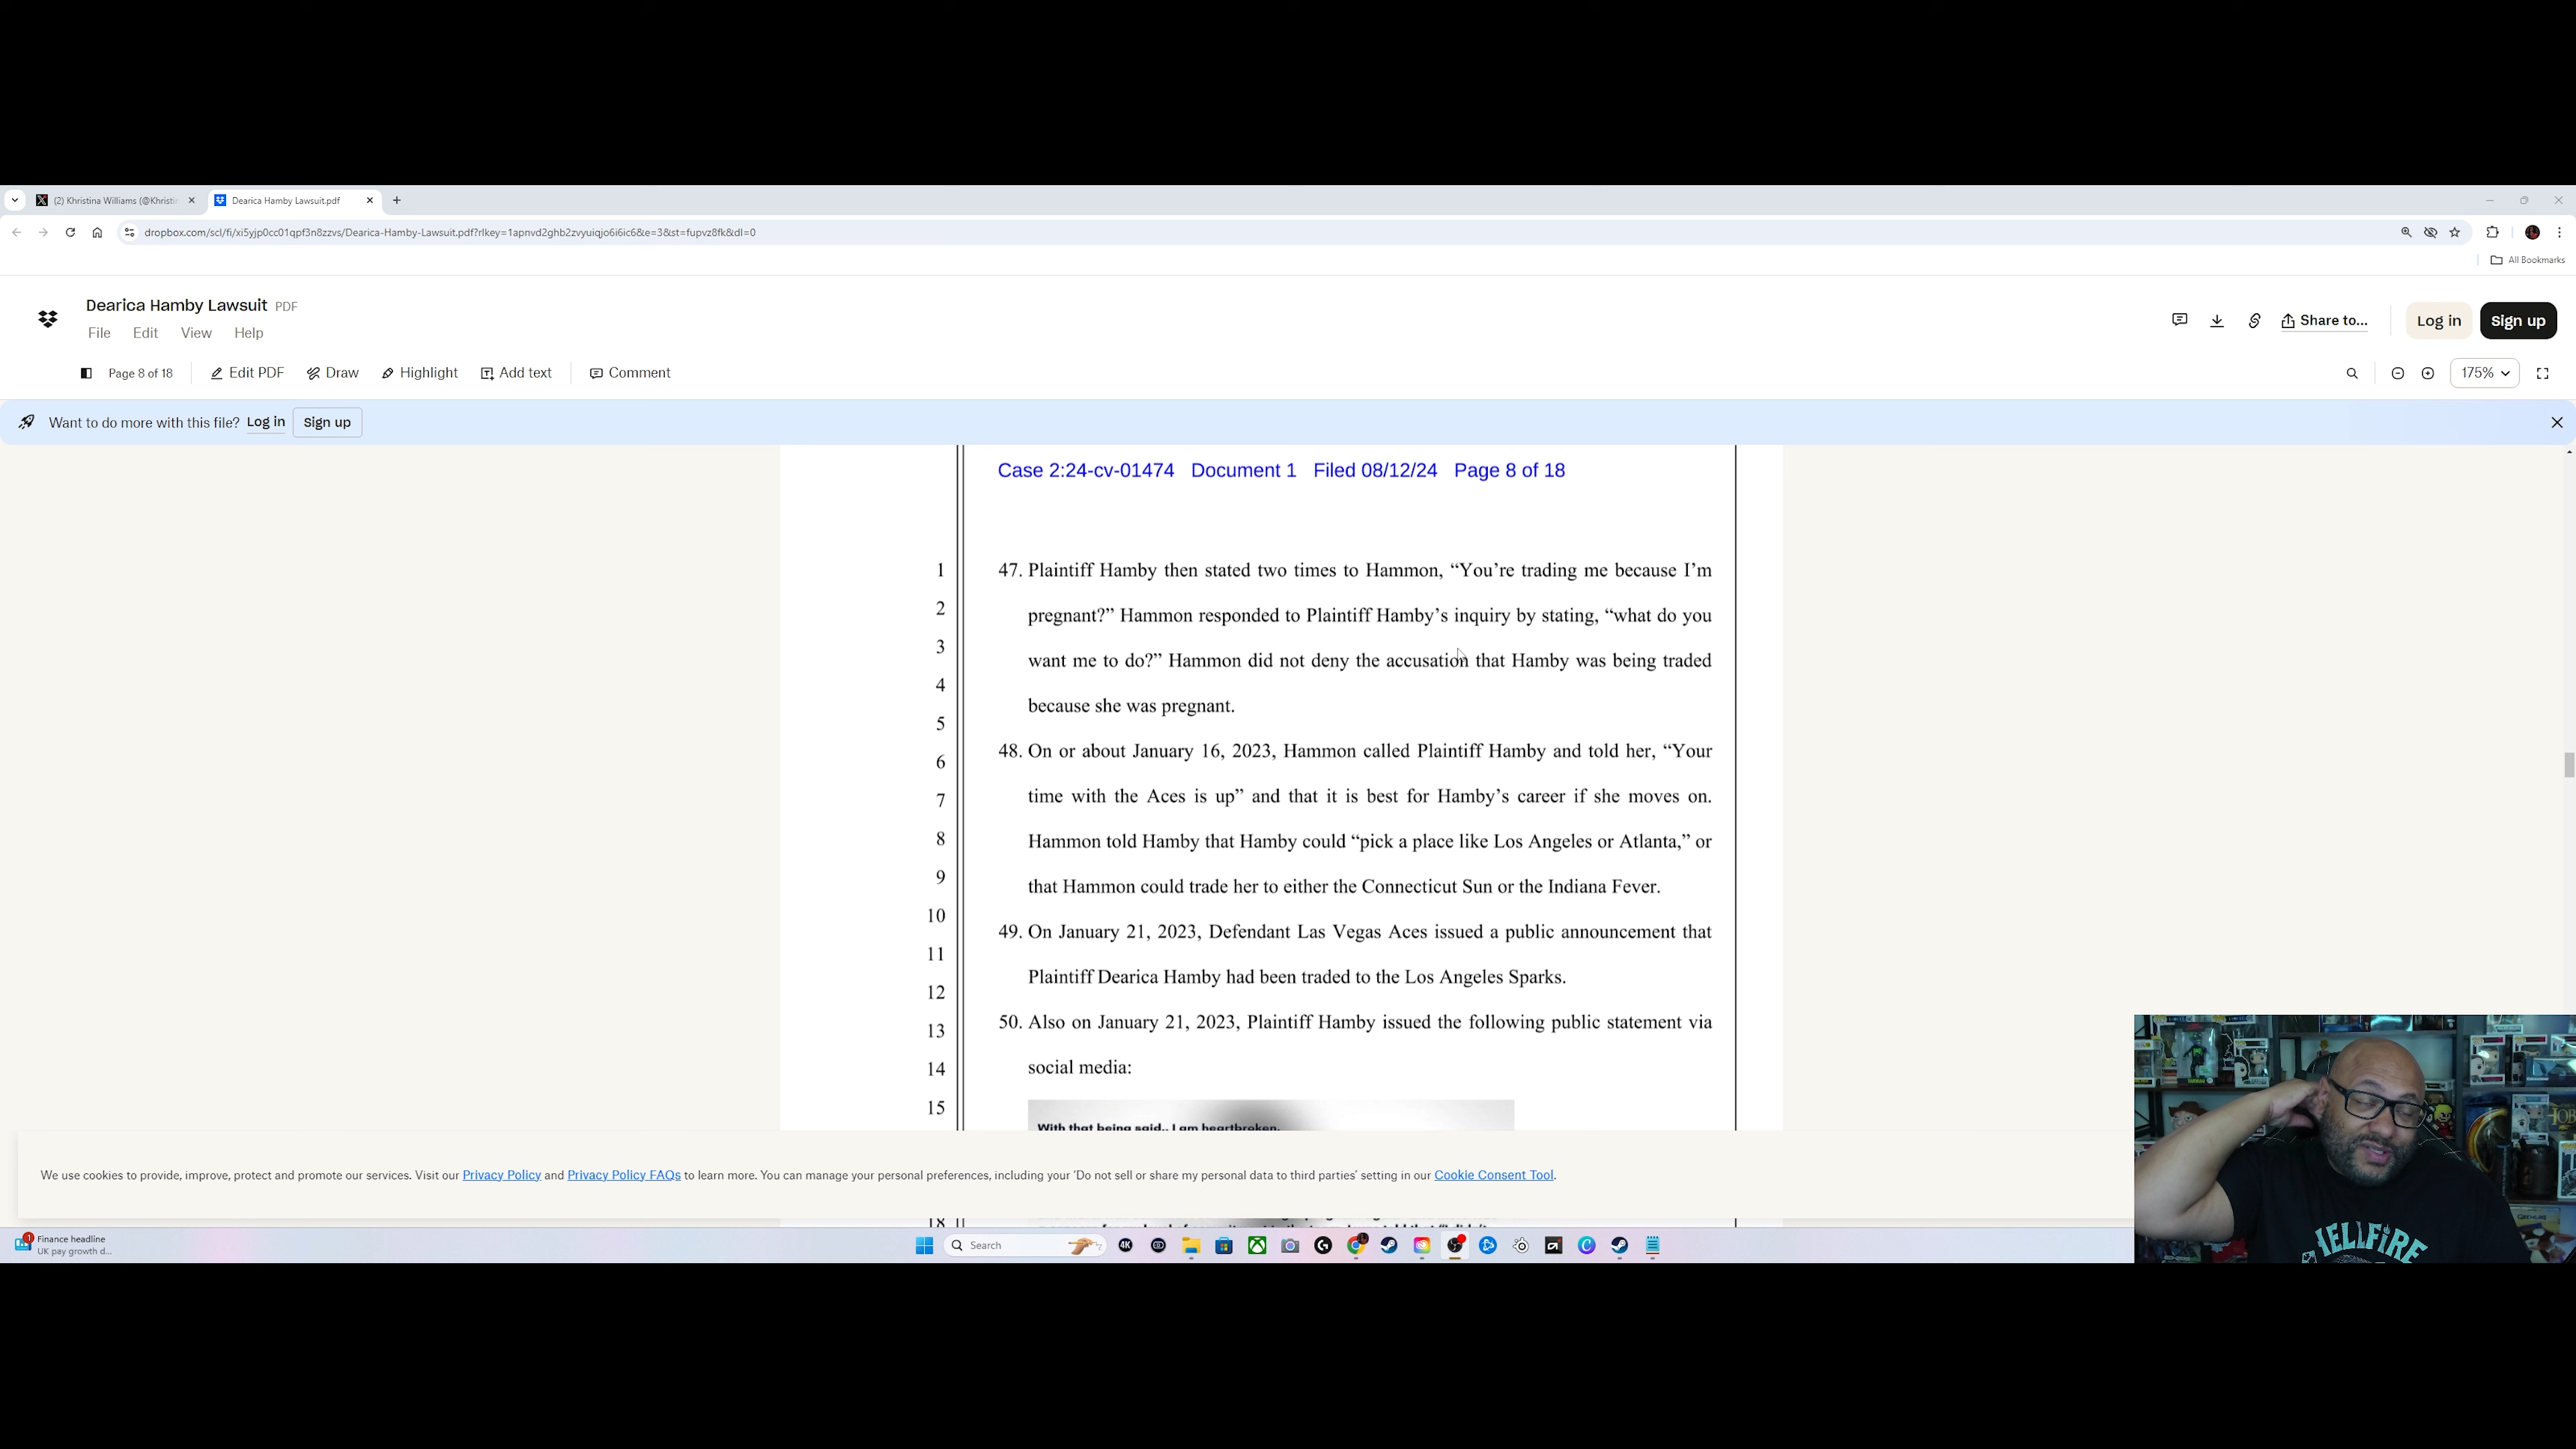 (2) Khristina Williams (@Khristin
Dearica Hamby Lawsuit.pdf
dropbox.com/scl/fi/xi5yjp0cc01qpf3n8zzvs/Dearica-Hamby-Lawsuit.pdf?rlkey=1apnvd2ghb2zvyuiqjo6i6ic6&e=3&st=fupvz8fk&dl=0
All Bookmarks
Dearica Hamby Lawsuit PDF
File Edit View Help
Share to... Log in Sign up
Page 8 of 18 Edit PDF Draw Highlight Add text Comment 175%
Want to do more with this file? Log in Sign up
Case 2:24-cv-01474 Document 1 Filed 08/12/24 Page 8 of 18
1 47. Plaintiff Hamby then stated two times to Hammon, “You’re trading me because I’m
2 pregnant?” Hammon responded to Plaintiff Hamby’s inquiry by stating, “what do you
3 want me to do?” Hammon did not deny the accusation that Hamby was being traded
4 because she was pregnant.
5
6 48. On or about January 16, 2023, Hammon called Plaintiff Hamby and told her, “Your
7 time with the Aces is up” and that it is best for Hamby’s career if she moves on.
8 Hammon told Hamby that Hamby could “pick a place like Los Angeles or Atlanta,” or
9 that Hammon could trade her to either the Connecticut Sun or the Indiana Fever.
10 49. On January 21, 2023, Defendant Las Vegas Aces issued a public announcement that
11 Plaintiff Dearica Hamby had been traded to the Los Angeles Sparks.
12
13 50. Also on January 21, 2023, Plaintiff Hamby issued the following public statement via
14 social media:
15
With that being said.. I am heartbroken.
We use cookies to provide, improve, protect and promote our services. Visit our Privacy Policy and Privacy Policy FAQs to learn more. You can manage your personal preferences, including your ‘Do not sell or share my personal data to third parties’ setting in our Cookie Consent Tool.
18
1
Finance headline
UK pay growth d...
Search
4K
HELLFIRE